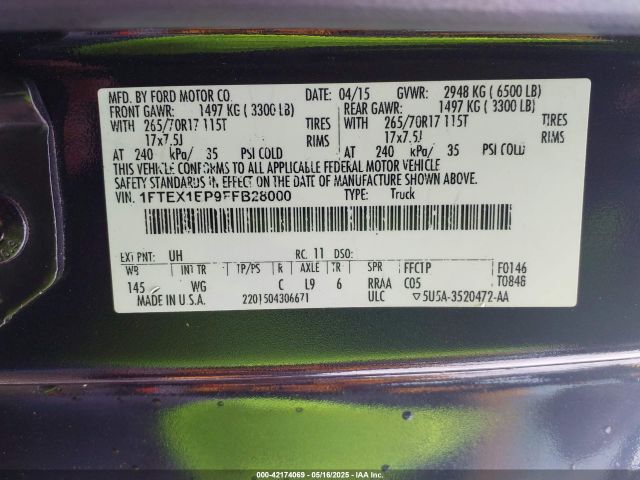 MFD. BY FORD MOTOR CO. DATE: 04/15 GVWR: 2948 KG ( 6500 LB)
FRONT GAWR: 1497 KG ( 3300 LB) REAR GAWR: 1497 KG ( 3300 LB)
WITH 265/70R17 115T TIRES WITH 265/70R17 115T TIRES
17x7.5J RIMS 17x7.5J RIMS
AT 240 kPa/ 35 PSI COLD AT 240 kPa/ 35 PSI COLD
THIS VEHICLE CONFORMS TO ALL APPLICABLE FEDERAL MOTOR VEHICLE
SAFETY STANDARDS IN EFFECT ON THE DATE OF MANUFACTURE SHOWN ABOVE.
VIN: 1FTEX1EP9FFB28000 TYPE: Truck
EXT PNT: UH RC: 11 DSO:
WB INT TR TP/PS R AXLE TR SPR FFC1P F0146
145 WG C L9 6 RRAA C05 T0846
MADE IN U.S.A. 2201504306671 ULC ▽5U5A-3520472-AA
000-42174069 - 05/16/2025 - IAA Inc.